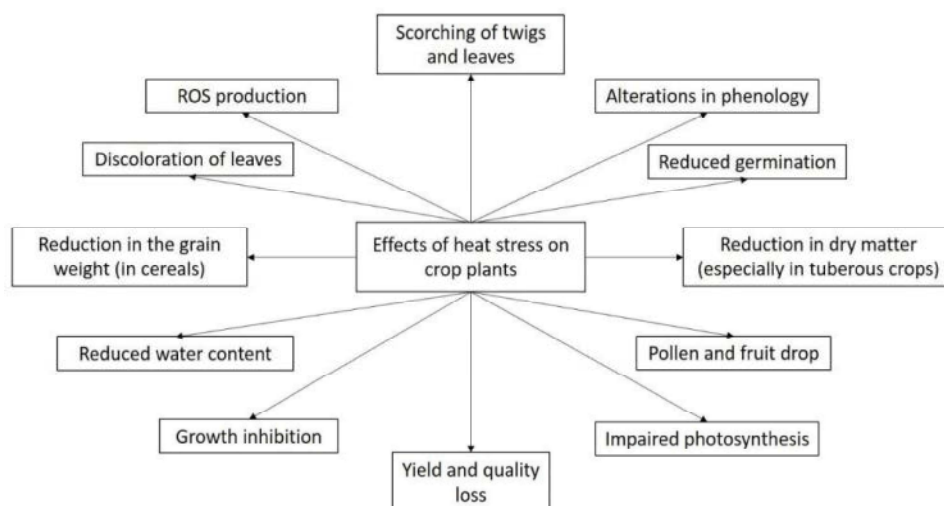 Scorching of twigs
and leaves
ROS production
Alterations in phenology
Discoloration of leaves
Reduced germination
Reduction in the grain
weight (in cereals)
Effects of heat stress on
crop plants
Reduction in dry matter
(especially in tuberous crops)
Reduced water content
Pollen and fruit drop
Growth inhibition
Impaired photosynthesis
Yield and quality
loss